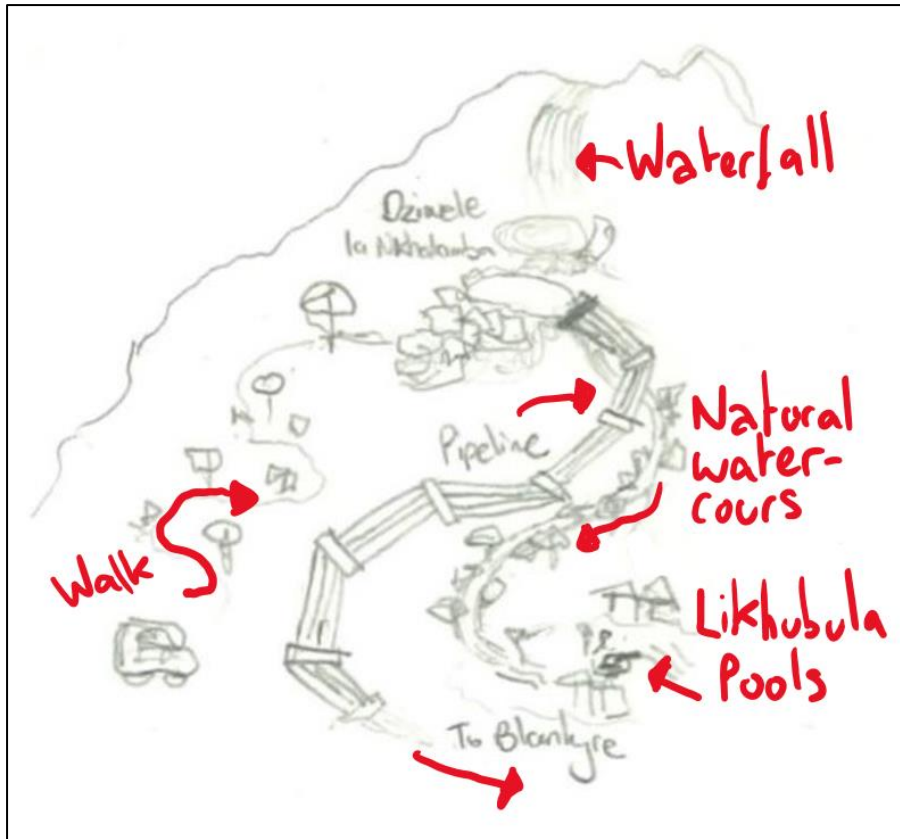 Waterfall
Dziwele
la Nkhalamba
Pipeline
Natural
water-
cours
Walk
Likhubula
Pools
To Blantyre